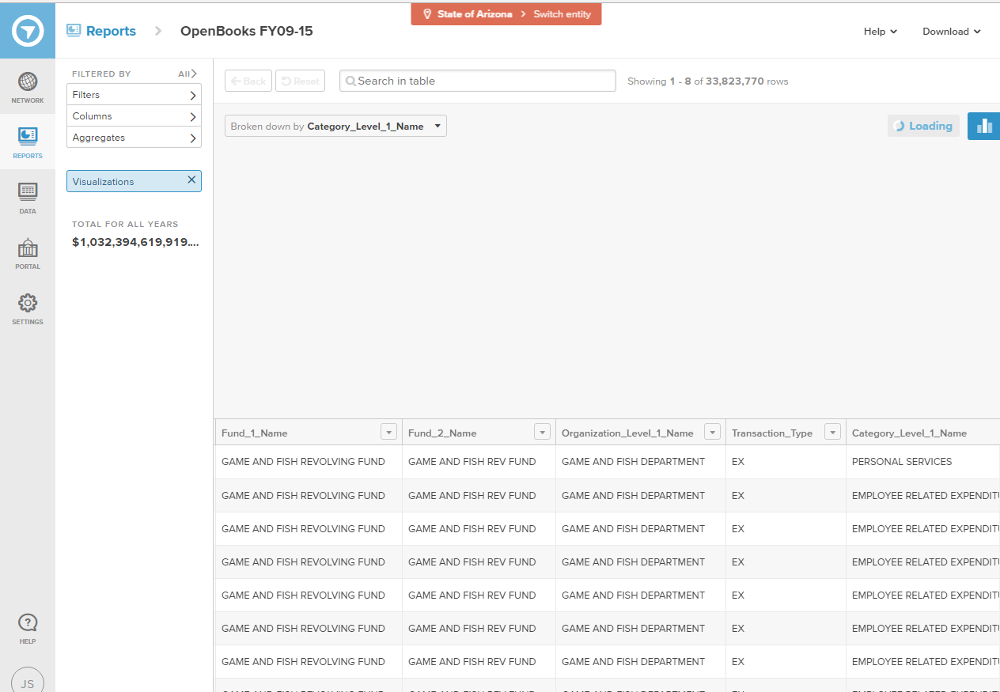 State of Arizona > Switch entity
Reports > OpenBooks FY09-15
Help
Download
NETWORK
REPORTS
DATA
PORTAL
SETTINGS
HELP
JS
FILTERED BY
All
Filters
Columns
Aggregates
Visualizations
TOTAL FOR ALL YEARS
$1,032,394,619,919....
Back
Reset
Search in table
Showing 1 - 8 of 33,823,770 rows
Broken down by Category_Level_1_Name
Loading
Fund_1_Name Fund_2_Name Organization_Level_1_Name Transaction_Type Category_Level_1_Name
GAME AND FISH REVOLVING FUND GAME AND FISH REV FUND GAME AND FISH DEPARTMENT EX PERSONAL SERVICES
GAME AND FISH REVOLVING FUND GAME AND FISH REV FUND GAME AND FISH DEPARTMENT EX EMPLOYEE RELATED EXPENDITU
GAME AND FISH REVOLVING FUND GAME AND FISH REV FUND GAME AND FISH DEPARTMENT EX EMPLOYEE RELATED EXPENDITU
GAME AND FISH REVOLVING FUND GAME AND FISH REV FUND GAME AND FISH DEPARTMENT EX EMPLOYEE RELATED EXPENDITU
GAME AND FISH REVOLVING FUND GAME AND FISH REV FUND GAME AND FISH DEPARTMENT EX EMPLOYEE RELATED EXPENDITU
GAME AND FISH REVOLVING FUND GAME AND FISH REV FUND GAME AND FISH DEPARTMENT EX EMPLOYEE RELATED EXPENDITU
GAME AND FISH REVOLVING FUND GAME AND FISH REV FUND GAME AND FISH DEPARTMENT EX EMPLOYEE RELATED EXPENDITU